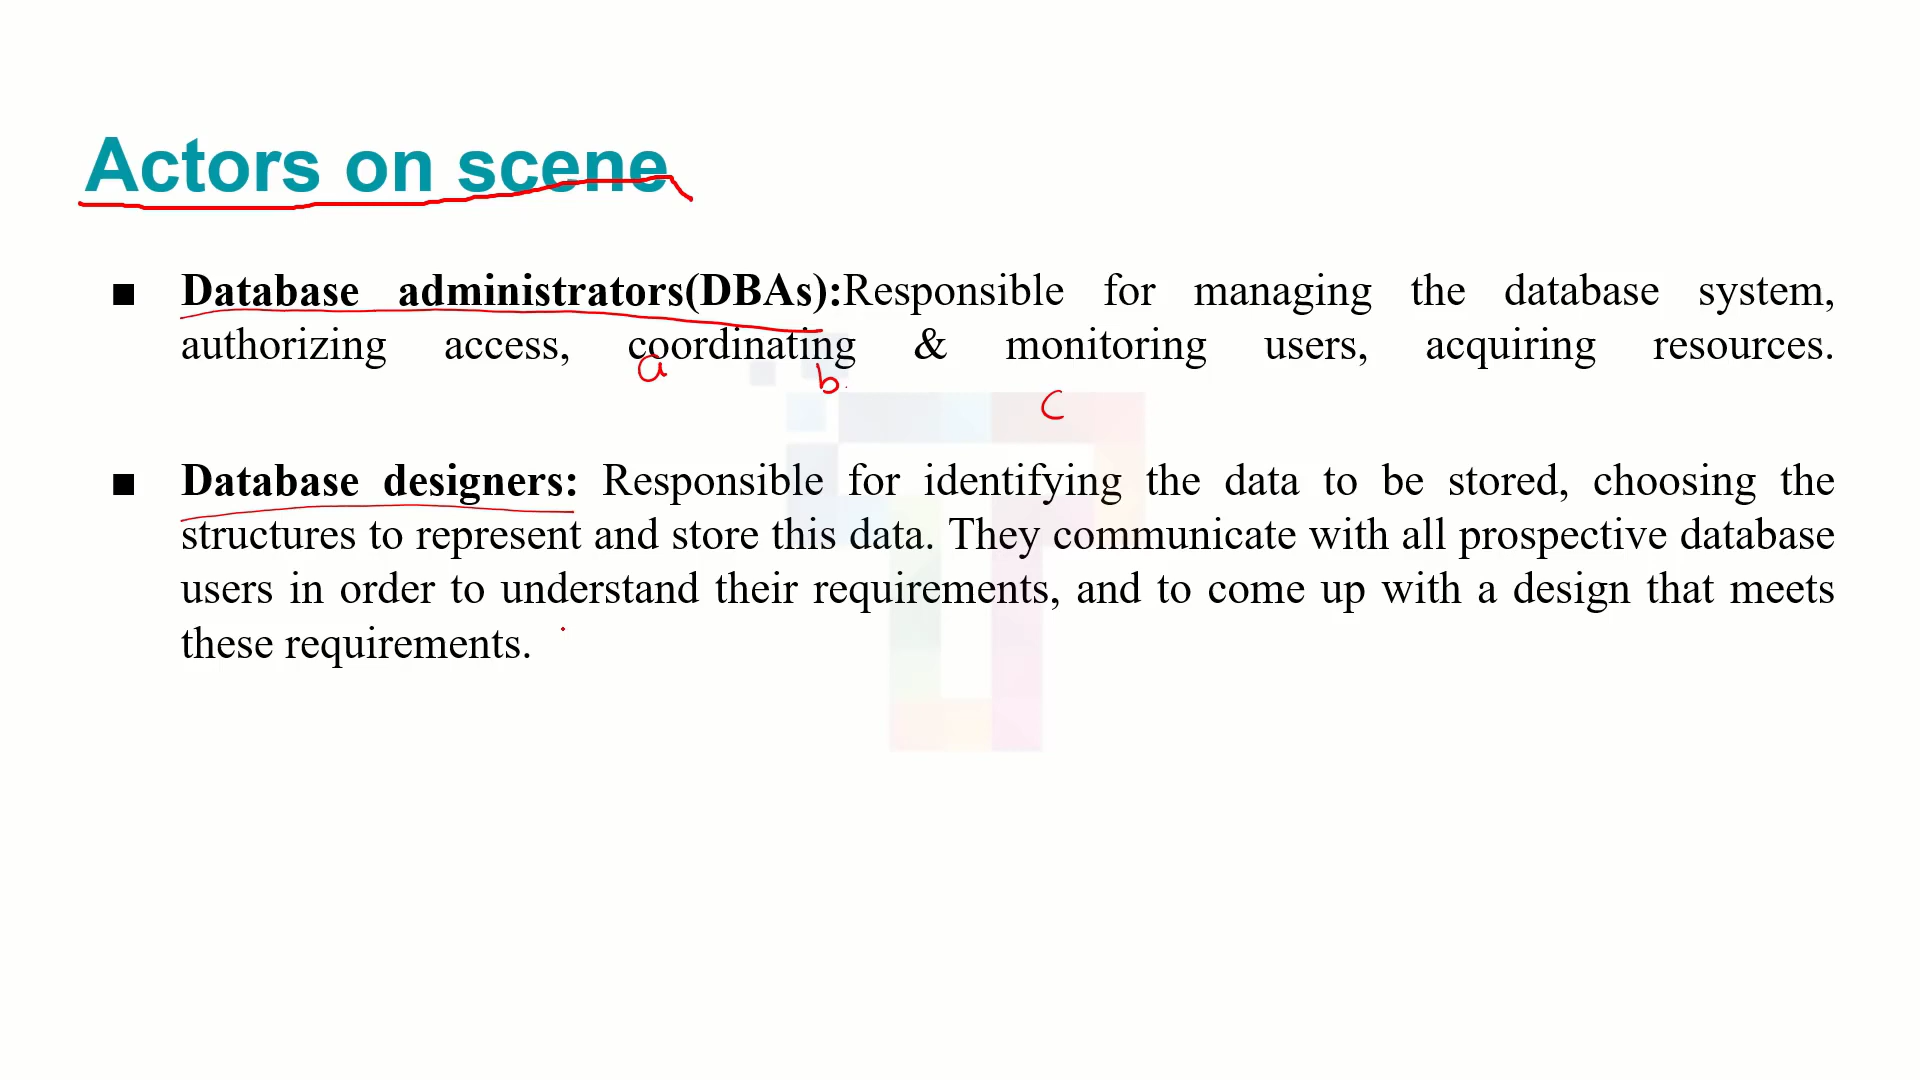 Actors on scene
■ Database administrators(DBAs):Responsible for managing the database system,
authorizing access, coordinating & monitoring users, acquiring resources.
a b c
■ Database designers: Responsible for identifying the data to be stored, choosing the
structures to represent and store this data. They communicate with all prospective database
users in order to understand their requirements, and to come up with a design that meets
these requirements.